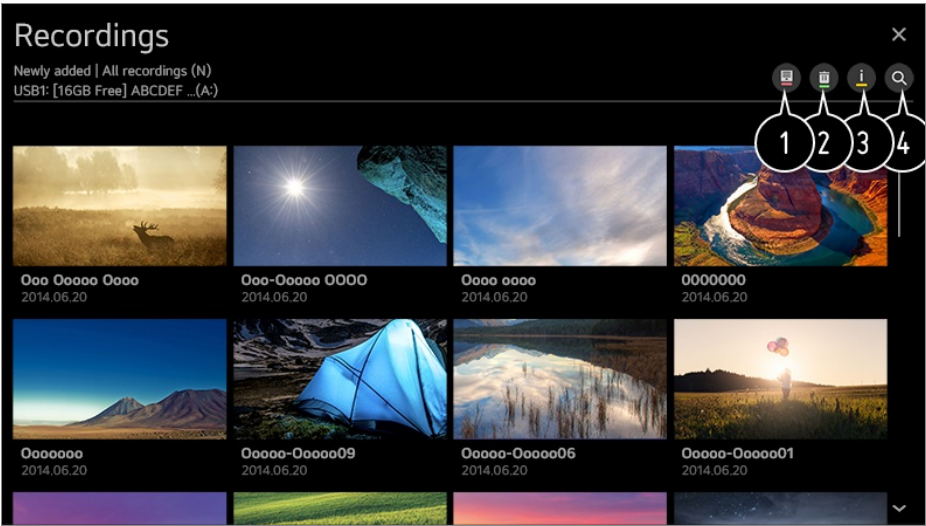 Recordings
Newly added | All recordings (N)
USB1: [16GB Free] ABCDEF ...(A:)
1 2 3 4
Ooo Ooooo Oooo
2014.06.20
Ooo-Ooooo OOOO
2014.06.20
Oooo oooo
2014.06.20
OOOOOOO
2014.06.20
Ooooooo
2014.06.20
Ooooo-Ooooo09
2014.06.20
Ooooo-Ooooo06
2014.06.20
Ooooo-Ooooo01
2014.06.20